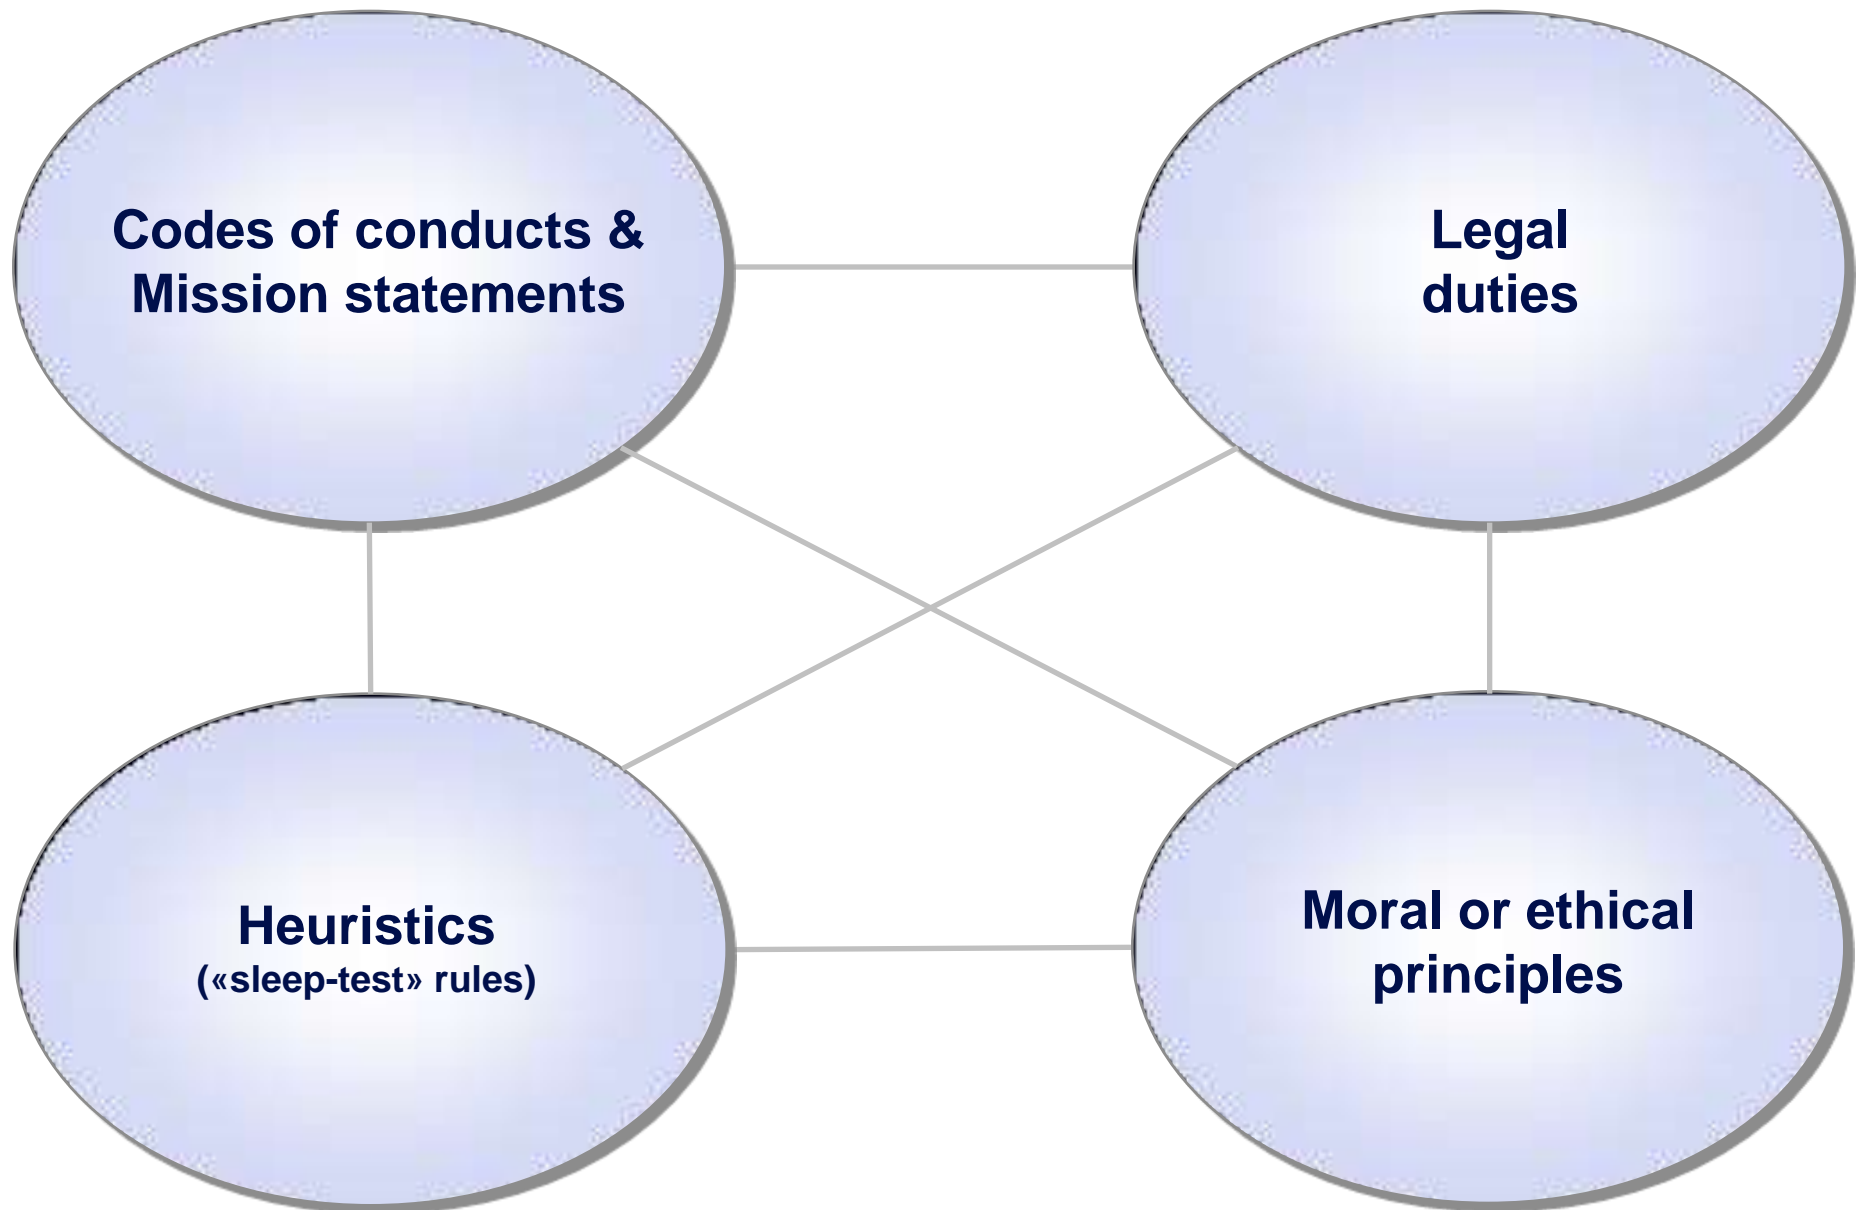 Codes of conducts &
Mission statements
Legal
duties
Heuristics
(«sleep-test» rules)
Moral or ethical
principles